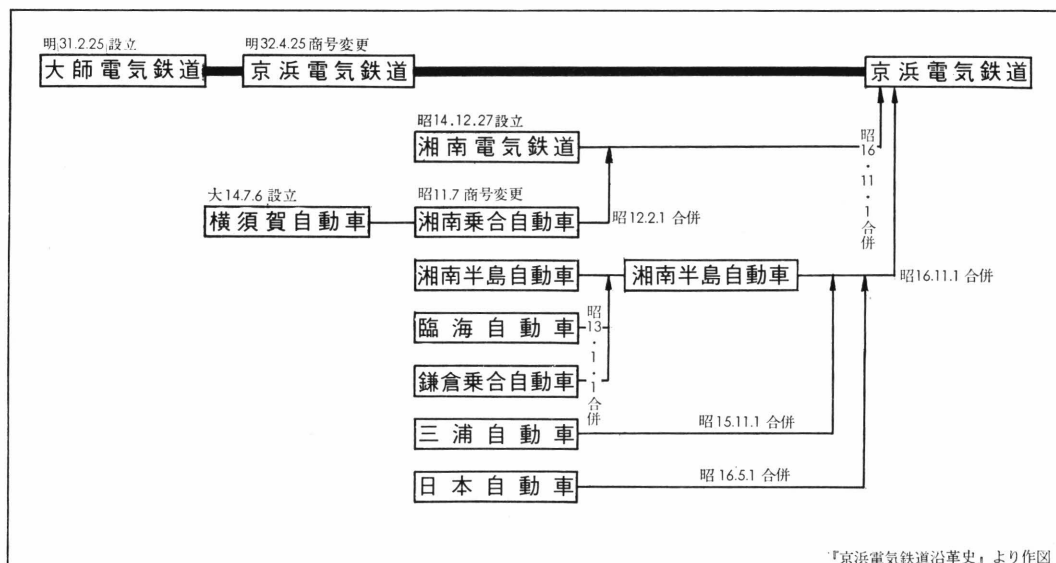 明31.2.25設立
明32.4.25商号変更
大師電気鉄道
京浜電気鉄道
京浜電気鉄道
昭14.12.27設立
湘南電気鉄道
昭16・11・1合併
大14.7.6設立
昭11.7商号変更
横須賀自動車
湘南乗合自動車
昭12.2.1合併
湘南半島自動車
湘南半島自動車
昭16.11.1合併
臨海自動車
昭13・1・1合併
鎌倉乗合自動車
三浦自動車
昭15.11.1合併
日本自動車
昭16.5.1合併
『京浜電気鉄道沿革史』より作図